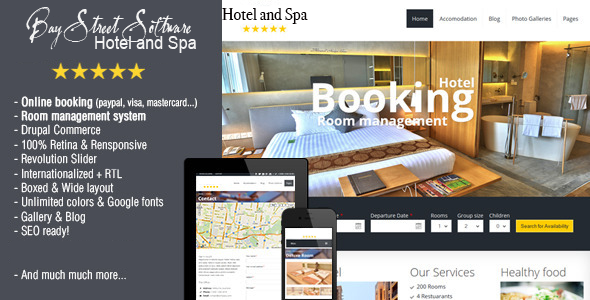 Bay Street Software
Hotel and Spa
- Online booking (paypal, visa, mastercard...)
- Room management system
- Drupal Commerce
- 100% Retina & Rensponsive
- Revolution Slider
- Internationalized + RTL
- Boxed & Wide layout
- Unlimited colors & Google fonts
- Gallery & Blog
- SEO ready!
- And much much more...
Hotel and Spa
Home Accomodation Blog Photo Galleries Pages
Hotel
Booking
Room management
Departure Date * Rooms Group size Children
1 2 0 Search for Availability
Contact
Deluxe Room
Our Services
Healthy food
200 Rooms
4 Restuarants